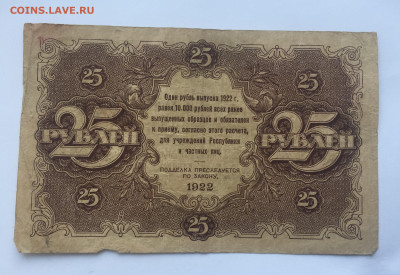 COINS.LAVE.RU
25 25
Один рубль выпуска 1922 г.
равен 10 000 рублей всех ранее
выпущенных образцов и обязателен
к приему, согласно этого расчета,
для учреждений Республики
и частных лиц.
25 РУБЛЕЙ 25 РУБЛЕЙ
ПОДДЕЛКА ПРЕСЛЕДУЕТСЯ
ПО ЗАКОНУ.
1922
25 25
25